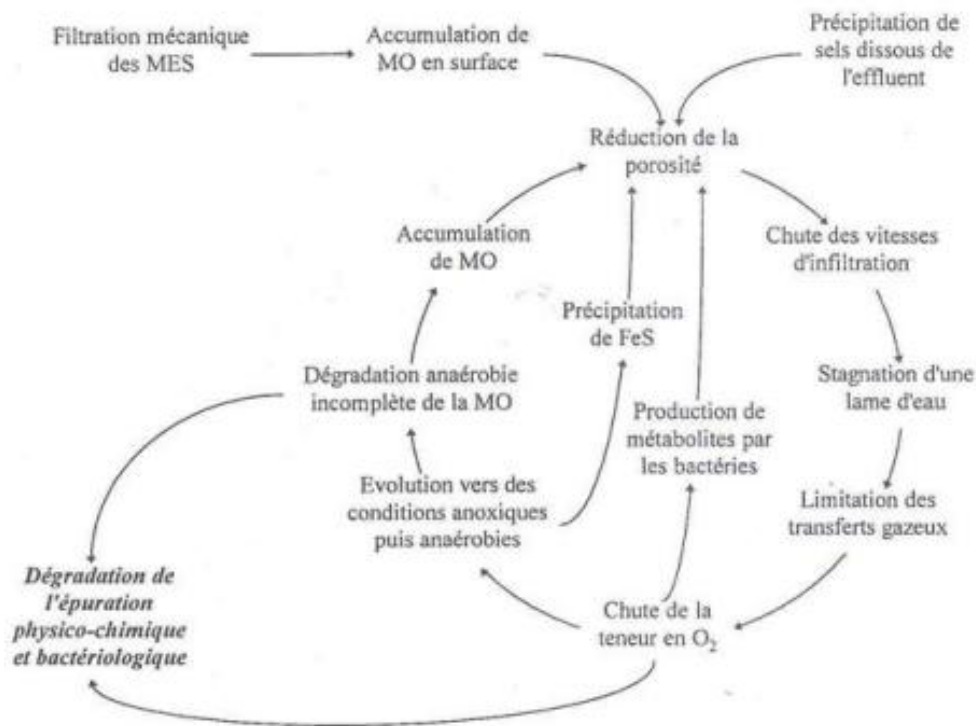 Filtration mécanique
des MES
Accumulation de
MO en surface
Précipitation de
sels dissous de
l'effluent
Réduction de la
porosité
Accumulation
de MO
Chute des vitesses
d'infiltration
Précipitation
de FeS
Dégradation anaérobie
incomplète de la MO
Stagnation d'une
lame d'eau
Production de
métabolites par
les bactéries
Evolution vers des
conditions anoxiques
puis anaérobies
Limitation des
transferts gazeux
Dégradation de
l'épuration
physico-chimique
et bactériologique
Chute de la
teneur en O₂